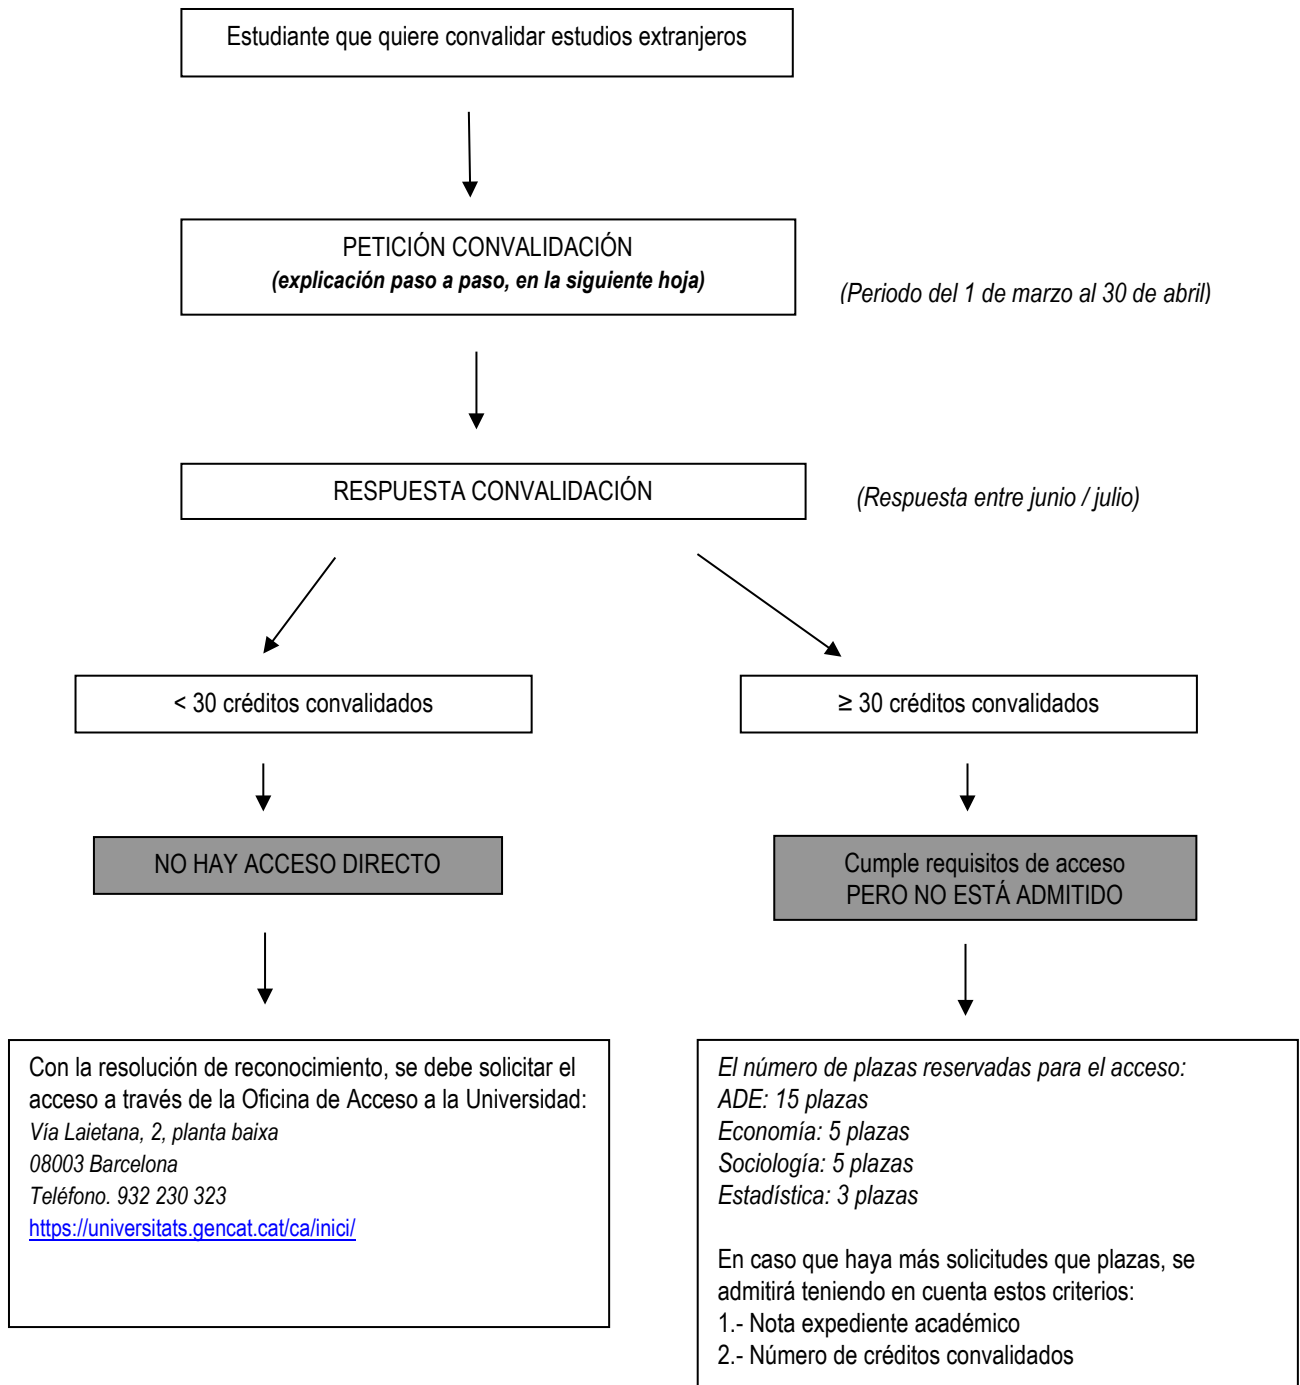 Estudiante que quiere convalidar estudios extranjeros
PETICIÓN CONVALIDACIÓN
(explicación paso a paso, en la siguiente hoja)
(Periodo del 1 de marzo al 30 de abril)
RESPUESTA CONVALIDACIÓN
(Respuesta entre junio / julio)
< 30 créditos convalidados
≥ 30 créditos convalidados
NO HAY ACCESO DIRECTO
Cumple requisitos de acceso
PERO NO ESTÁ ADMITIDO
Con la resolución de reconocimiento, se debe solicitar el
acceso a través de la Oficina de Acceso a la Universidad:
Vía Laietana, 2, planta baixa
08003 Barcelona
Teléfono. 932 230 323
https://universitats.gencat.cat/ca/inici/
El número de plazas reservadas para el acceso:
ADE: 15 plazas
Economía: 5 plazas
Sociología: 5 plazas
Estadística: 3 plazas
En caso que haya más solicitudes que plazas, se
admitirá teniendo en cuenta estos criterios:
1.- Nota expediente académico
2.- Número de créditos convalidados